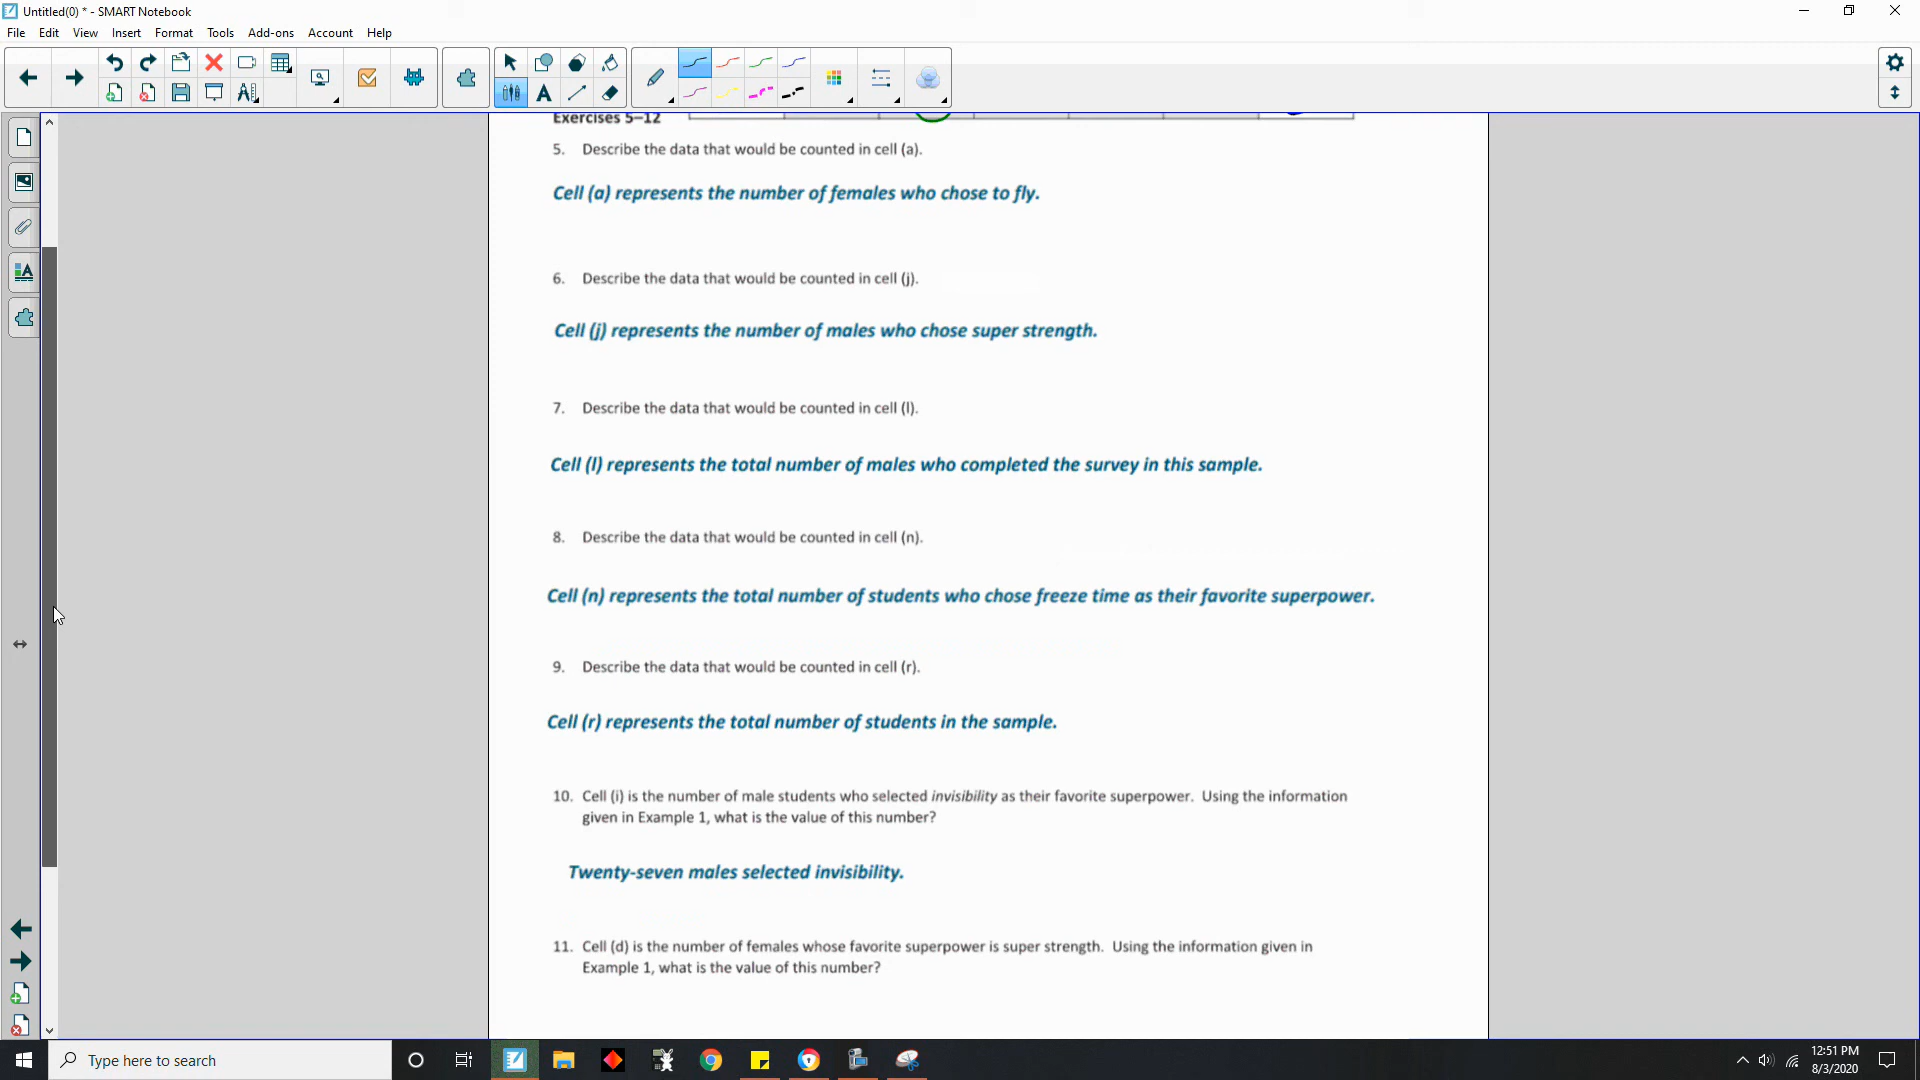 Untitled(0) * - SMART Notebook
File Edit View Insert Format Tools Add-ons Account Help
Exercises 5–12
5. Describe the data that would be counted in cell (a).
Cell (a) represents the number of females who chose to fly.
6. Describe the data that would be counted in cell (j).
Cell (j) represents the number of males who chose super strength.
7. Describe the data that would be counted in cell (l).
Cell (l) represents the total number of males who completed the survey in this sample.
8. Describe the data that would be counted in cell (n).
Cell (n) represents the total number of students who chose freeze time as their favorite superpower.
9. Describe the data that would be counted in cell (r).
Cell (r) represents the total number of students in the sample.
10. Cell (i) is the number of male students who selected invisibility as their favorite superpower. Using the information
given in Example 1, what is the value of this number?
Twenty-seven males selected invisibility.
11. Cell (d) is the number of females whose favorite superpower is super strength. Using the information given in
Example 1, what is the value of this number?
Type here to search
12:51 PM
8/3/2020